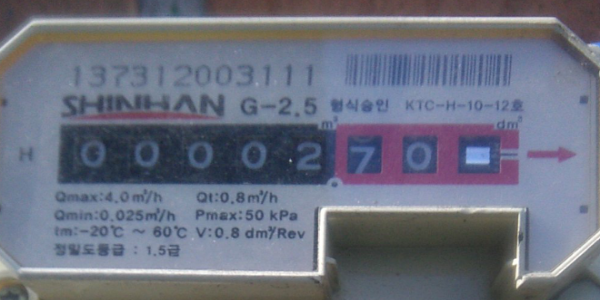 137312003111
SHINHAN G-2.5 형식승인 KTC-H-10-12호
m³ dm³
H 0 0 0 0 2 7 0
Qmax:4.0㎥/h Qt:0.8㎥/h
Qmin:0.025㎥/h Pmax:50 kPa
tm:-20℃ ~ 60℃ V:0.8 dm³/Rev
정밀도등급 : 1.5급